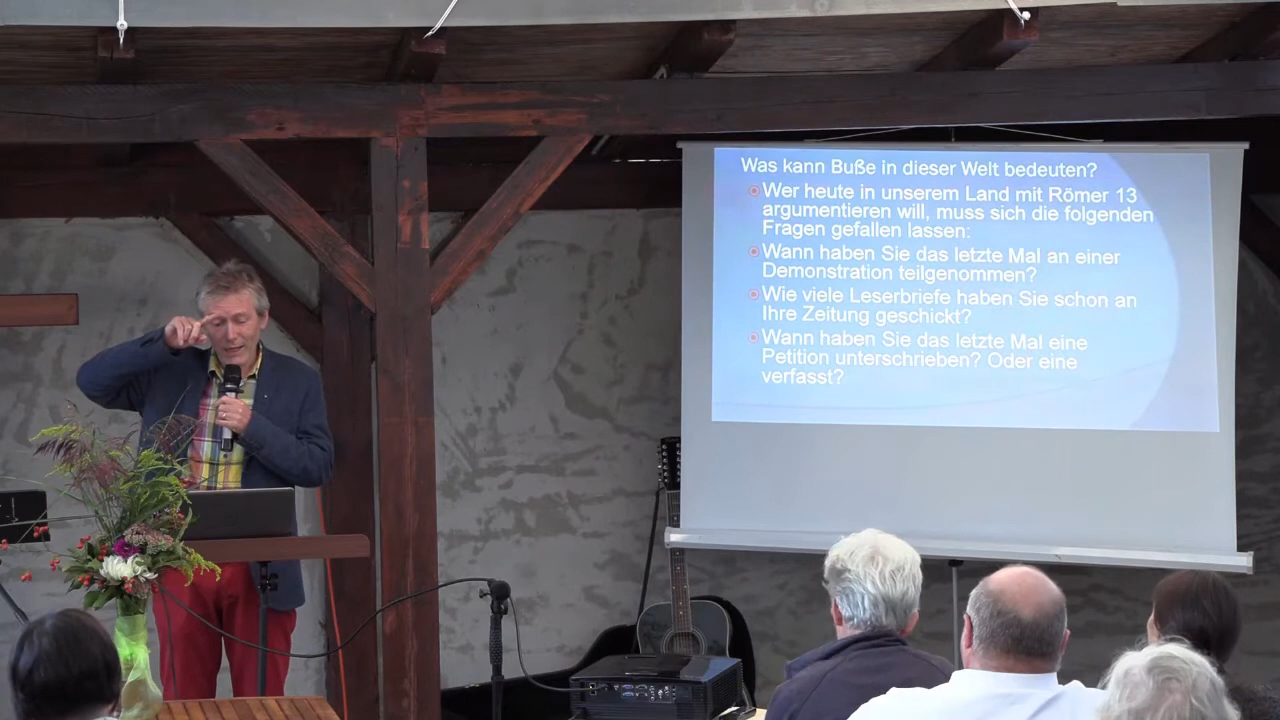 Was kann Buße in dieser Welt bedeuten?
Wer heute in unserem Land mit Römer 13
argumentieren will, muss sich die folgenden
Fragen gefallen lassen:
Wann haben Sie das letzte Mal an einer
Demonstration teilgenommen?
Wie viele Leserbriefe haben Sie schon an
Ihre Zeitung geschickt?
Wann haben Sie das letzte Mal eine
Petition unterschrieben? Oder eine
verfasst?